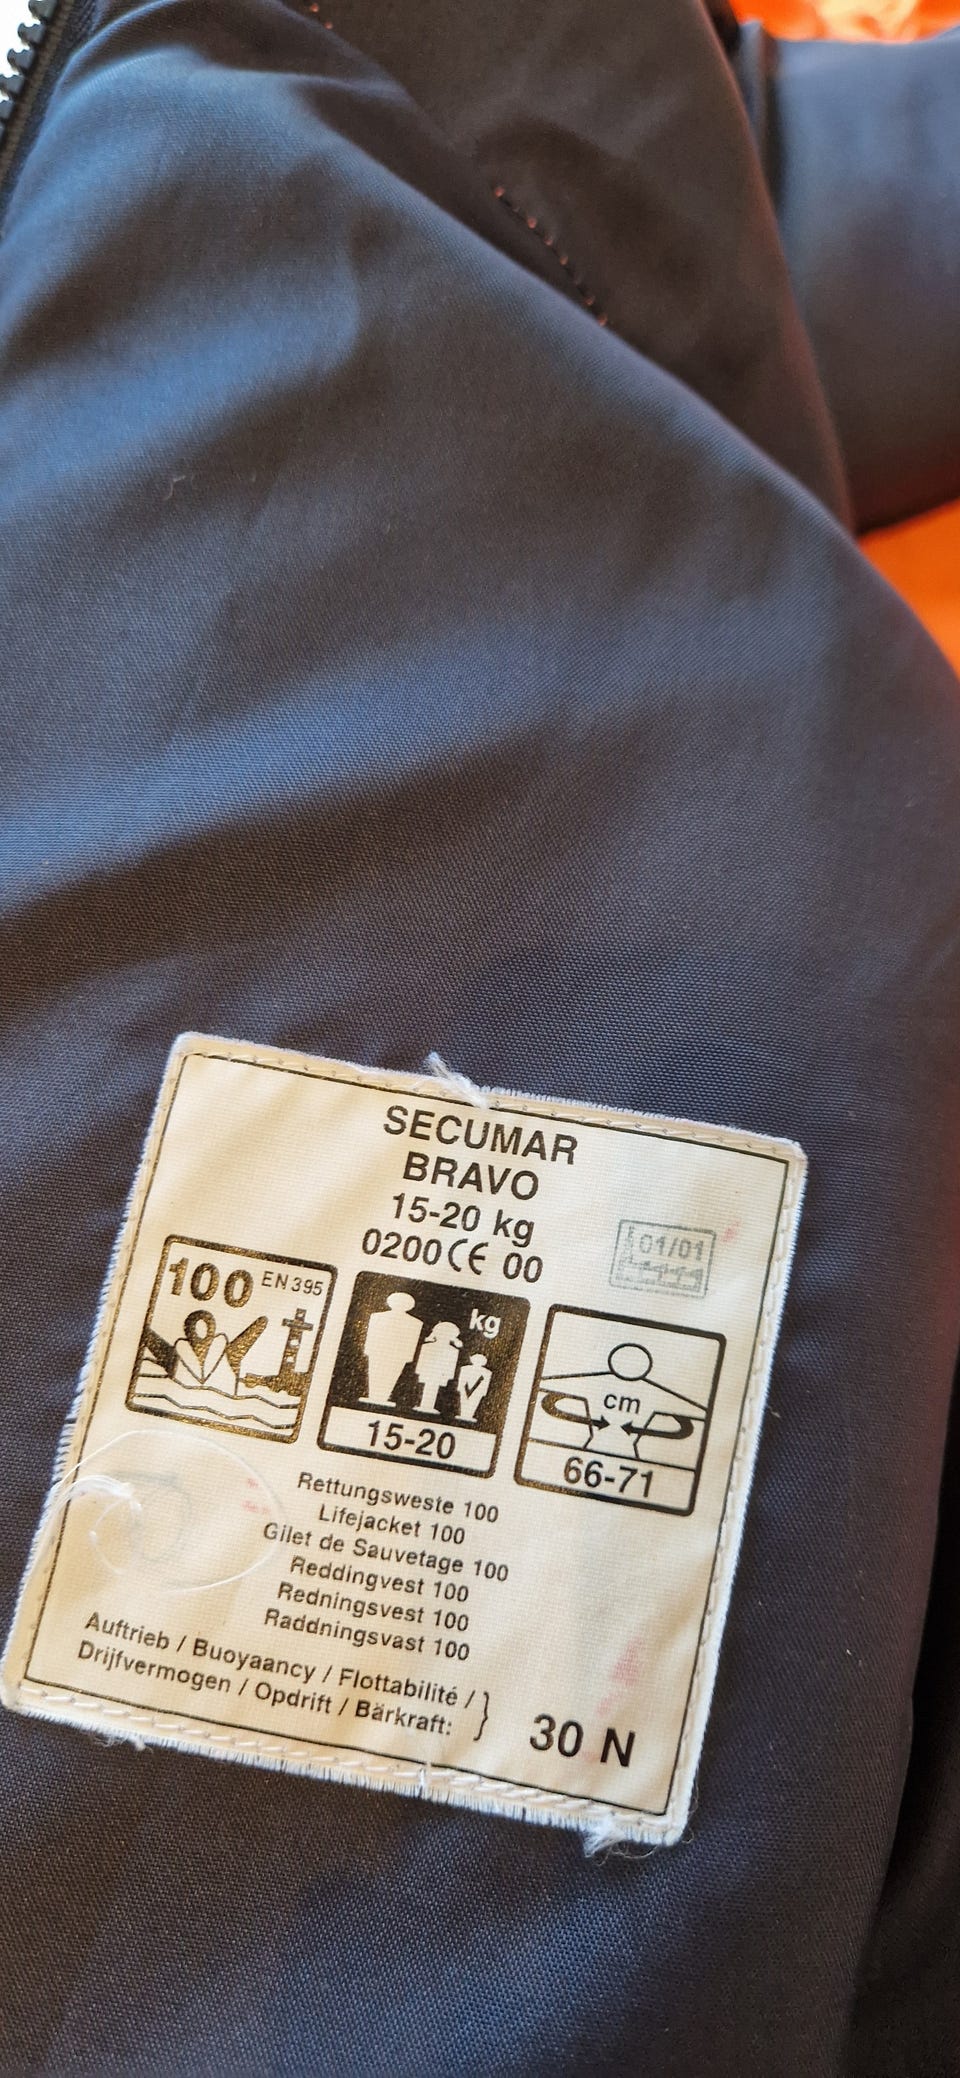 SECUMAR
BRAVO
15-20 kg
0200 CE 00
01/01
100 EN 395
kg
15-20
cm
66-71
Rettungsweste 100
Lifejacket 100
Gilet de Sauvetage 100
Reddingvest 100
Redningsvest 100
Raddningsvast 100
Auftrieb / Buoyaancy / Flottabilité /
Drijfvermogen / Opdrift / Bärkraft:
30 N